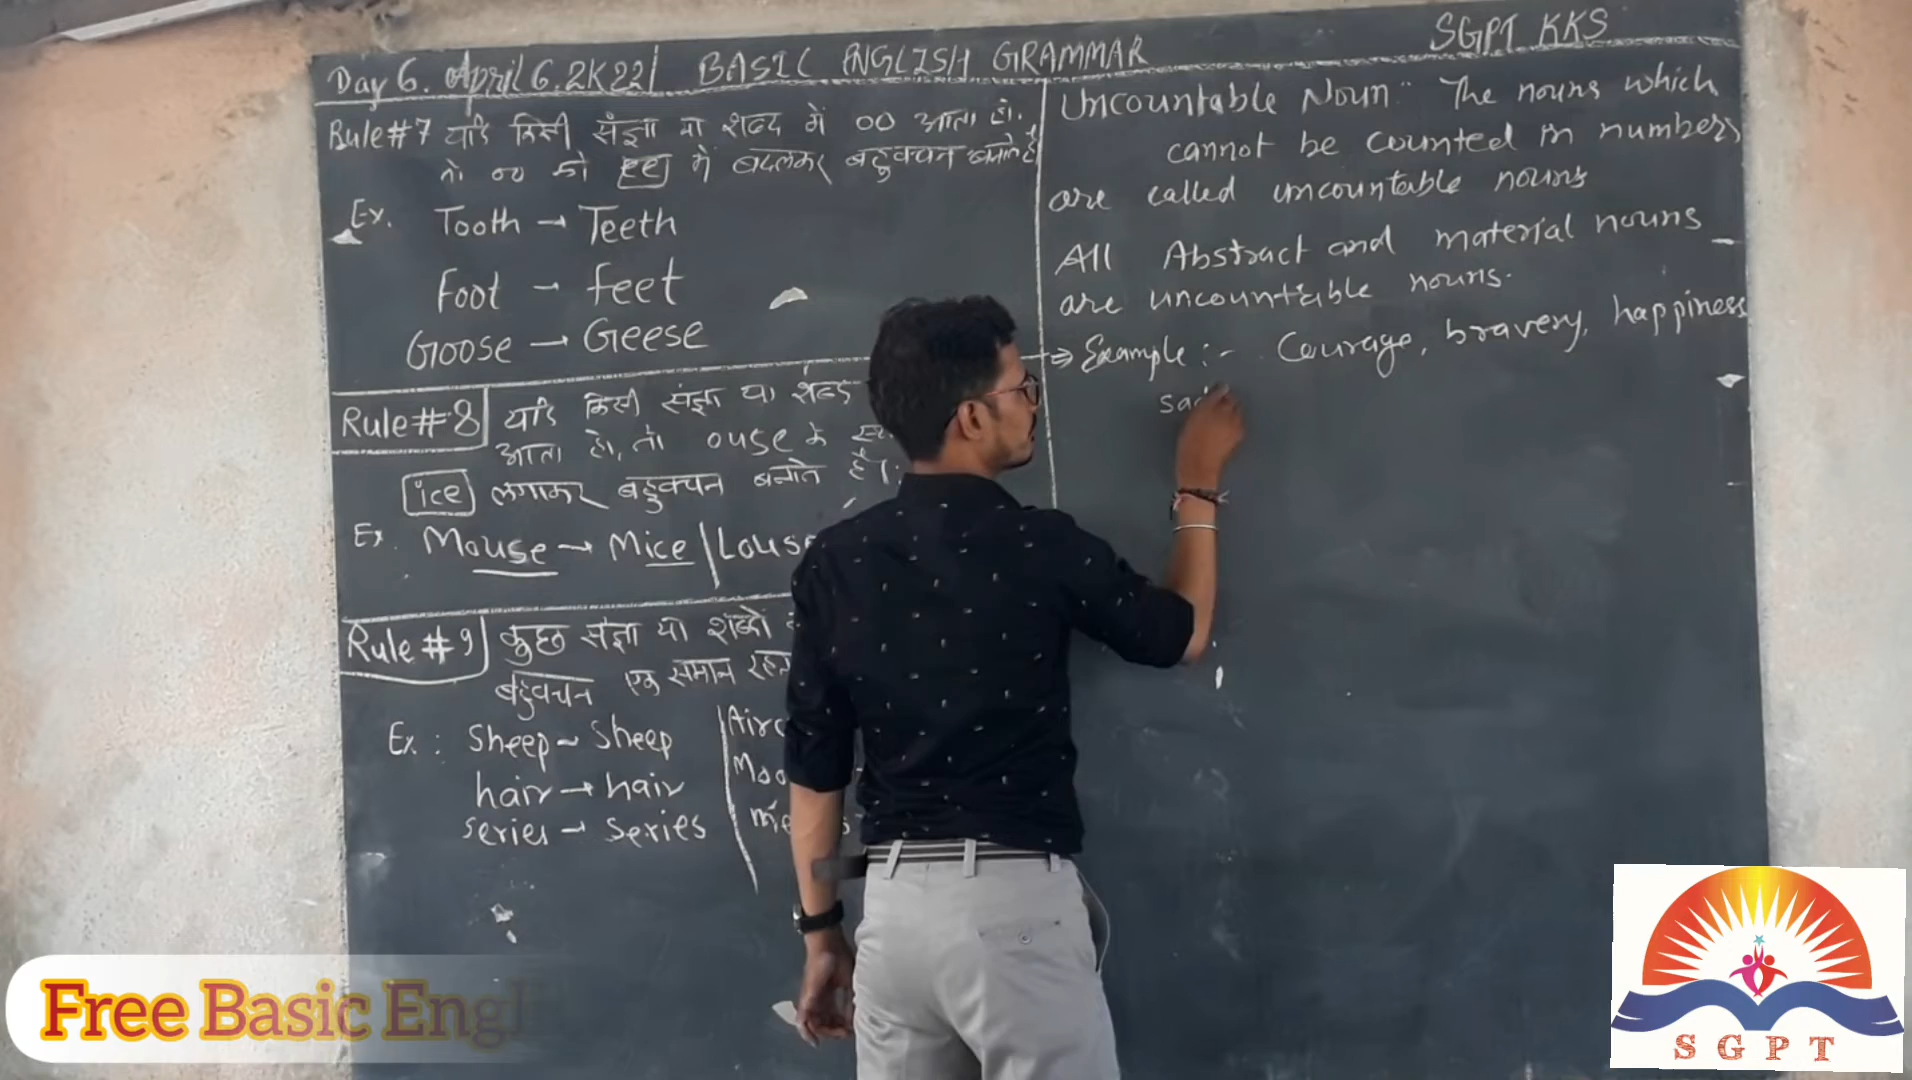 Day 6. April 6. 2K22 | BASIC ENGLISH GRAMMAR
SGPT KKS
Rule#7 यदि किसी संज्ञा या शब्द में oo आता हो.
तो oo को ee में बदलकर बहुवचन बनाते है
Ex. Tooth → Teeth
Foot → feet
Goose → Geese
Rule#8 यदि किसी संज्ञा या शब्द
आता हो, तो ouse के
ice लगाकर बहुवचन बनाते हैं।
Ex. Mouse → Mice | Louse
Rule #9 कुछ संज्ञा या शब्दों
बहुवचन एक समान
Ex: Sheep ~ Sheep
hair → hair
series → series
Uncountable Noun: The nouns which
cannot be counted in numbers
are called uncountable nouns
All Abstract and material nouns
are uncountable nouns.
⇒ Example :- Courage, bravery, happiness
Free Basic Engl
SGPT